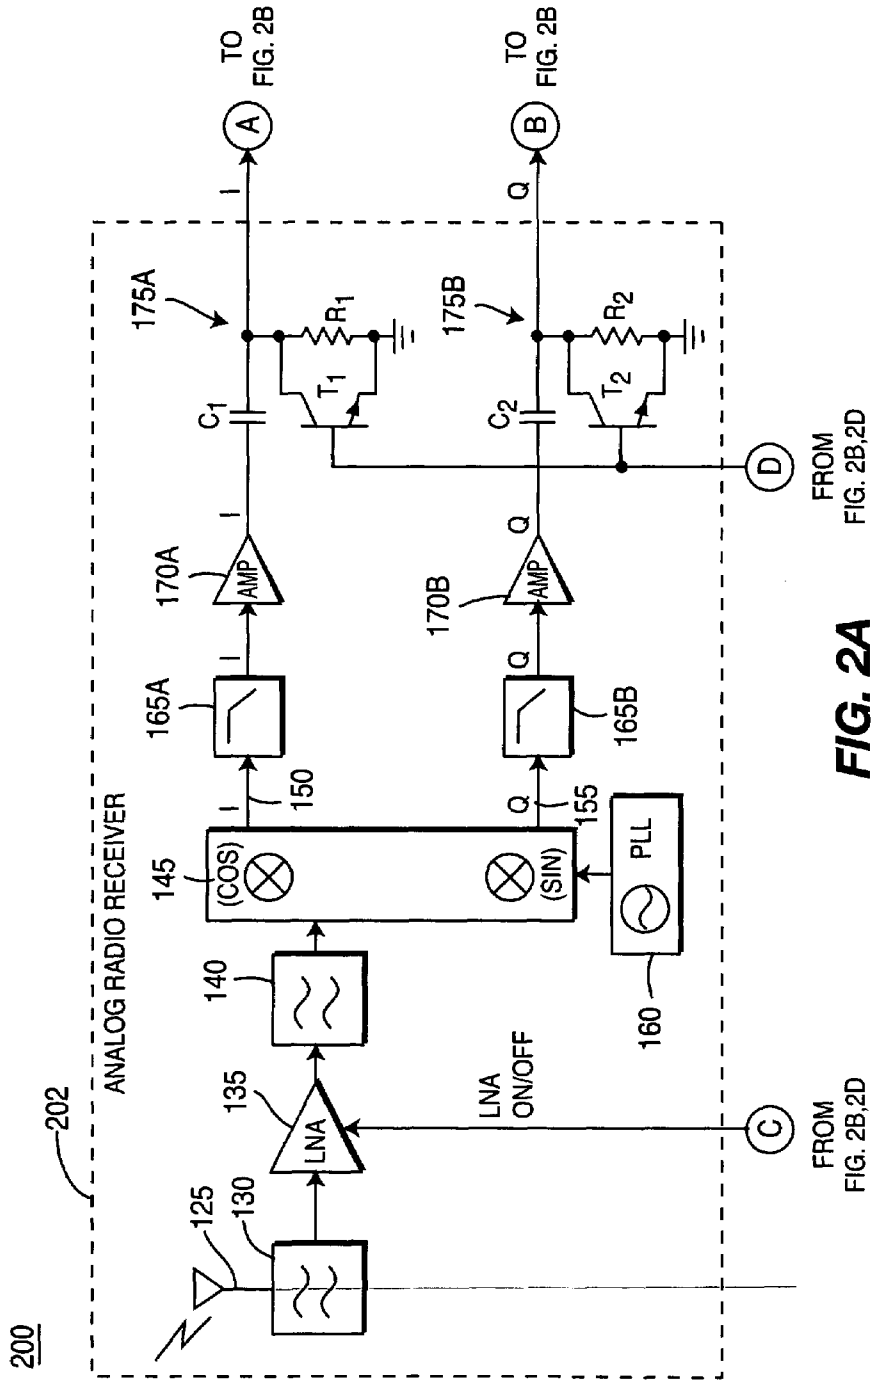 200
202
ANALOG RADIO RECEIVER
125
130
LNA
135
140
145
(COS)
(SIN)
PLL
160
LNA
ON/OFF
C
FROM
FIG. 2B,2D
I
150
165A
I
AMP
170A
I
C1
T1
R1
175A
I
A
TO
FIG. 2B
Q
155
165B
Q
AMP
170B
Q
C2
T2
R2
175B
Q
B
TO
FIG. 2B
D
FROM
FIG. 2B,2D
FIG. 2A